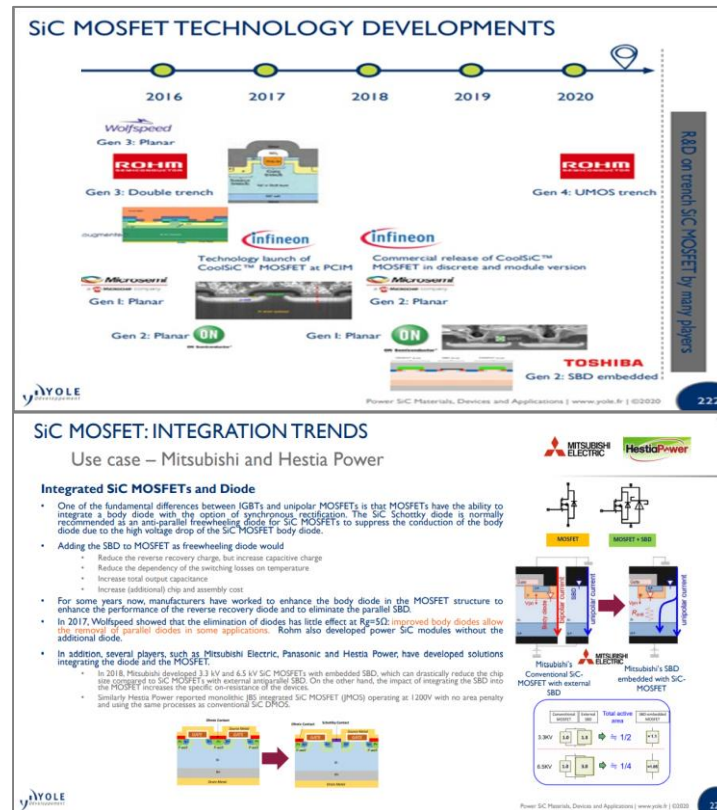 SiC MOSFET TECHNOLOGY DEVELOPMENTS
2016
2017
2018
2019
2020
Wolfspeed
Gen 3: Planar
ROHM
SEMICONDUCTOR
Gen 3: Double trench
ROHM
SEMICONDUCTOR
Gen 4: UMOS trench
infineon
Technology launch of
CoolSiC™ MOSFET at PCIM
infineon
Commercial release of CoolSiC™
MOSFET in discrete and module version
Microsemi
Gen 1: Planar
Microsemi
Gen 2: Planar
Gen 2: Planar
ON
ON Semiconductor
Gen 1: Planar
ON
ON Semiconductor
TOSHIBA
Gen 2: SBD embedded
R&D on trench SiC MOSFET by many players
YOLE
Développement
Power SiC Materials, Devices and Applications | www.yole.fr | ©2020
222
SiC MOSFET: INTEGRATION TRENDS
Use case – Mitsubishi and Hestia Power
MITSUBISHI
ELECTRIC
HestiaPower
Integrated SiC MOSFETs and Diode
• One of the fundamental differences between IGBTs and unipolar MOSFETs is that MOSFETs have the ability to
integrate a body diode with the option of synchronous rectification. The SiC Schottky diode is normally
recommended as an anti-parallel freewheeling diode for SiC MOSFETs to suppress the conduction of the body
diode due to the high voltage drop of the SiC MOSFET body diode.
• Adding the SBD to MOSFET as freewheeling diode would
• Reduce the reverse recovery charge, but increase capacitive charge
• Reduce the dependency of the switching losses on temperature
• Increase total output capacitance
• Increase (additional) chip and assembly cost
• For some years now, manufacturers have worked to enhance the body diode in the MOSFET structure to
enhance the performance of the reverse recovery diode and to eliminate the parallel SBD.
• In 2017, Wolfspeed showed that the elimination of diodes has little effect at Rg=5Ω: improved body diodes allow
the removal of parallel diodes in some applications. Rohm also developed power SiC modules without the
additional diode.
• In addition, several players, such as Mitsubishi Electric, Panasonic and Hestia Power, have developed solutions
integrating the diode and the MOSFET.
• In 2018, Mitsubishi developed 3.3 kV and 6.5 kV SiC MOSFETs with embedded SBD, which can drastically reduce the chip
size compared to SiC MOSFETs with external antiparallel SBD. On the other hand, the impact of integrating the SBD into
the MOSFET increases the specific on-resistance of the devices.
• Similarly Hestia Power reported monolithic JBS integrated SiC MOSFET (JMOS) operating at 1200V with no area penalty
and using the same processes as conventional SiC DMOS.
MOSFET
MOSFET + SBD
Body diode
bipolar current
SBD
unipolar current
unipolar current
MITSUBISHI
ELECTRIC
Mitsubishi's
Conventional SiC-
MOSFET with external
SBD
Mitsubishi's SBD
embedded with SiC-
MOSFET
Conventional
MOSFET
External
SBD
Total active
area
SBD embedded
MOSFET
3.3KV
≒ 1/2
6.5KV
≒ 1/4
YOLE
Développement
Power SiC Materials, Devices and Applications | www.yole.fr | ©2020